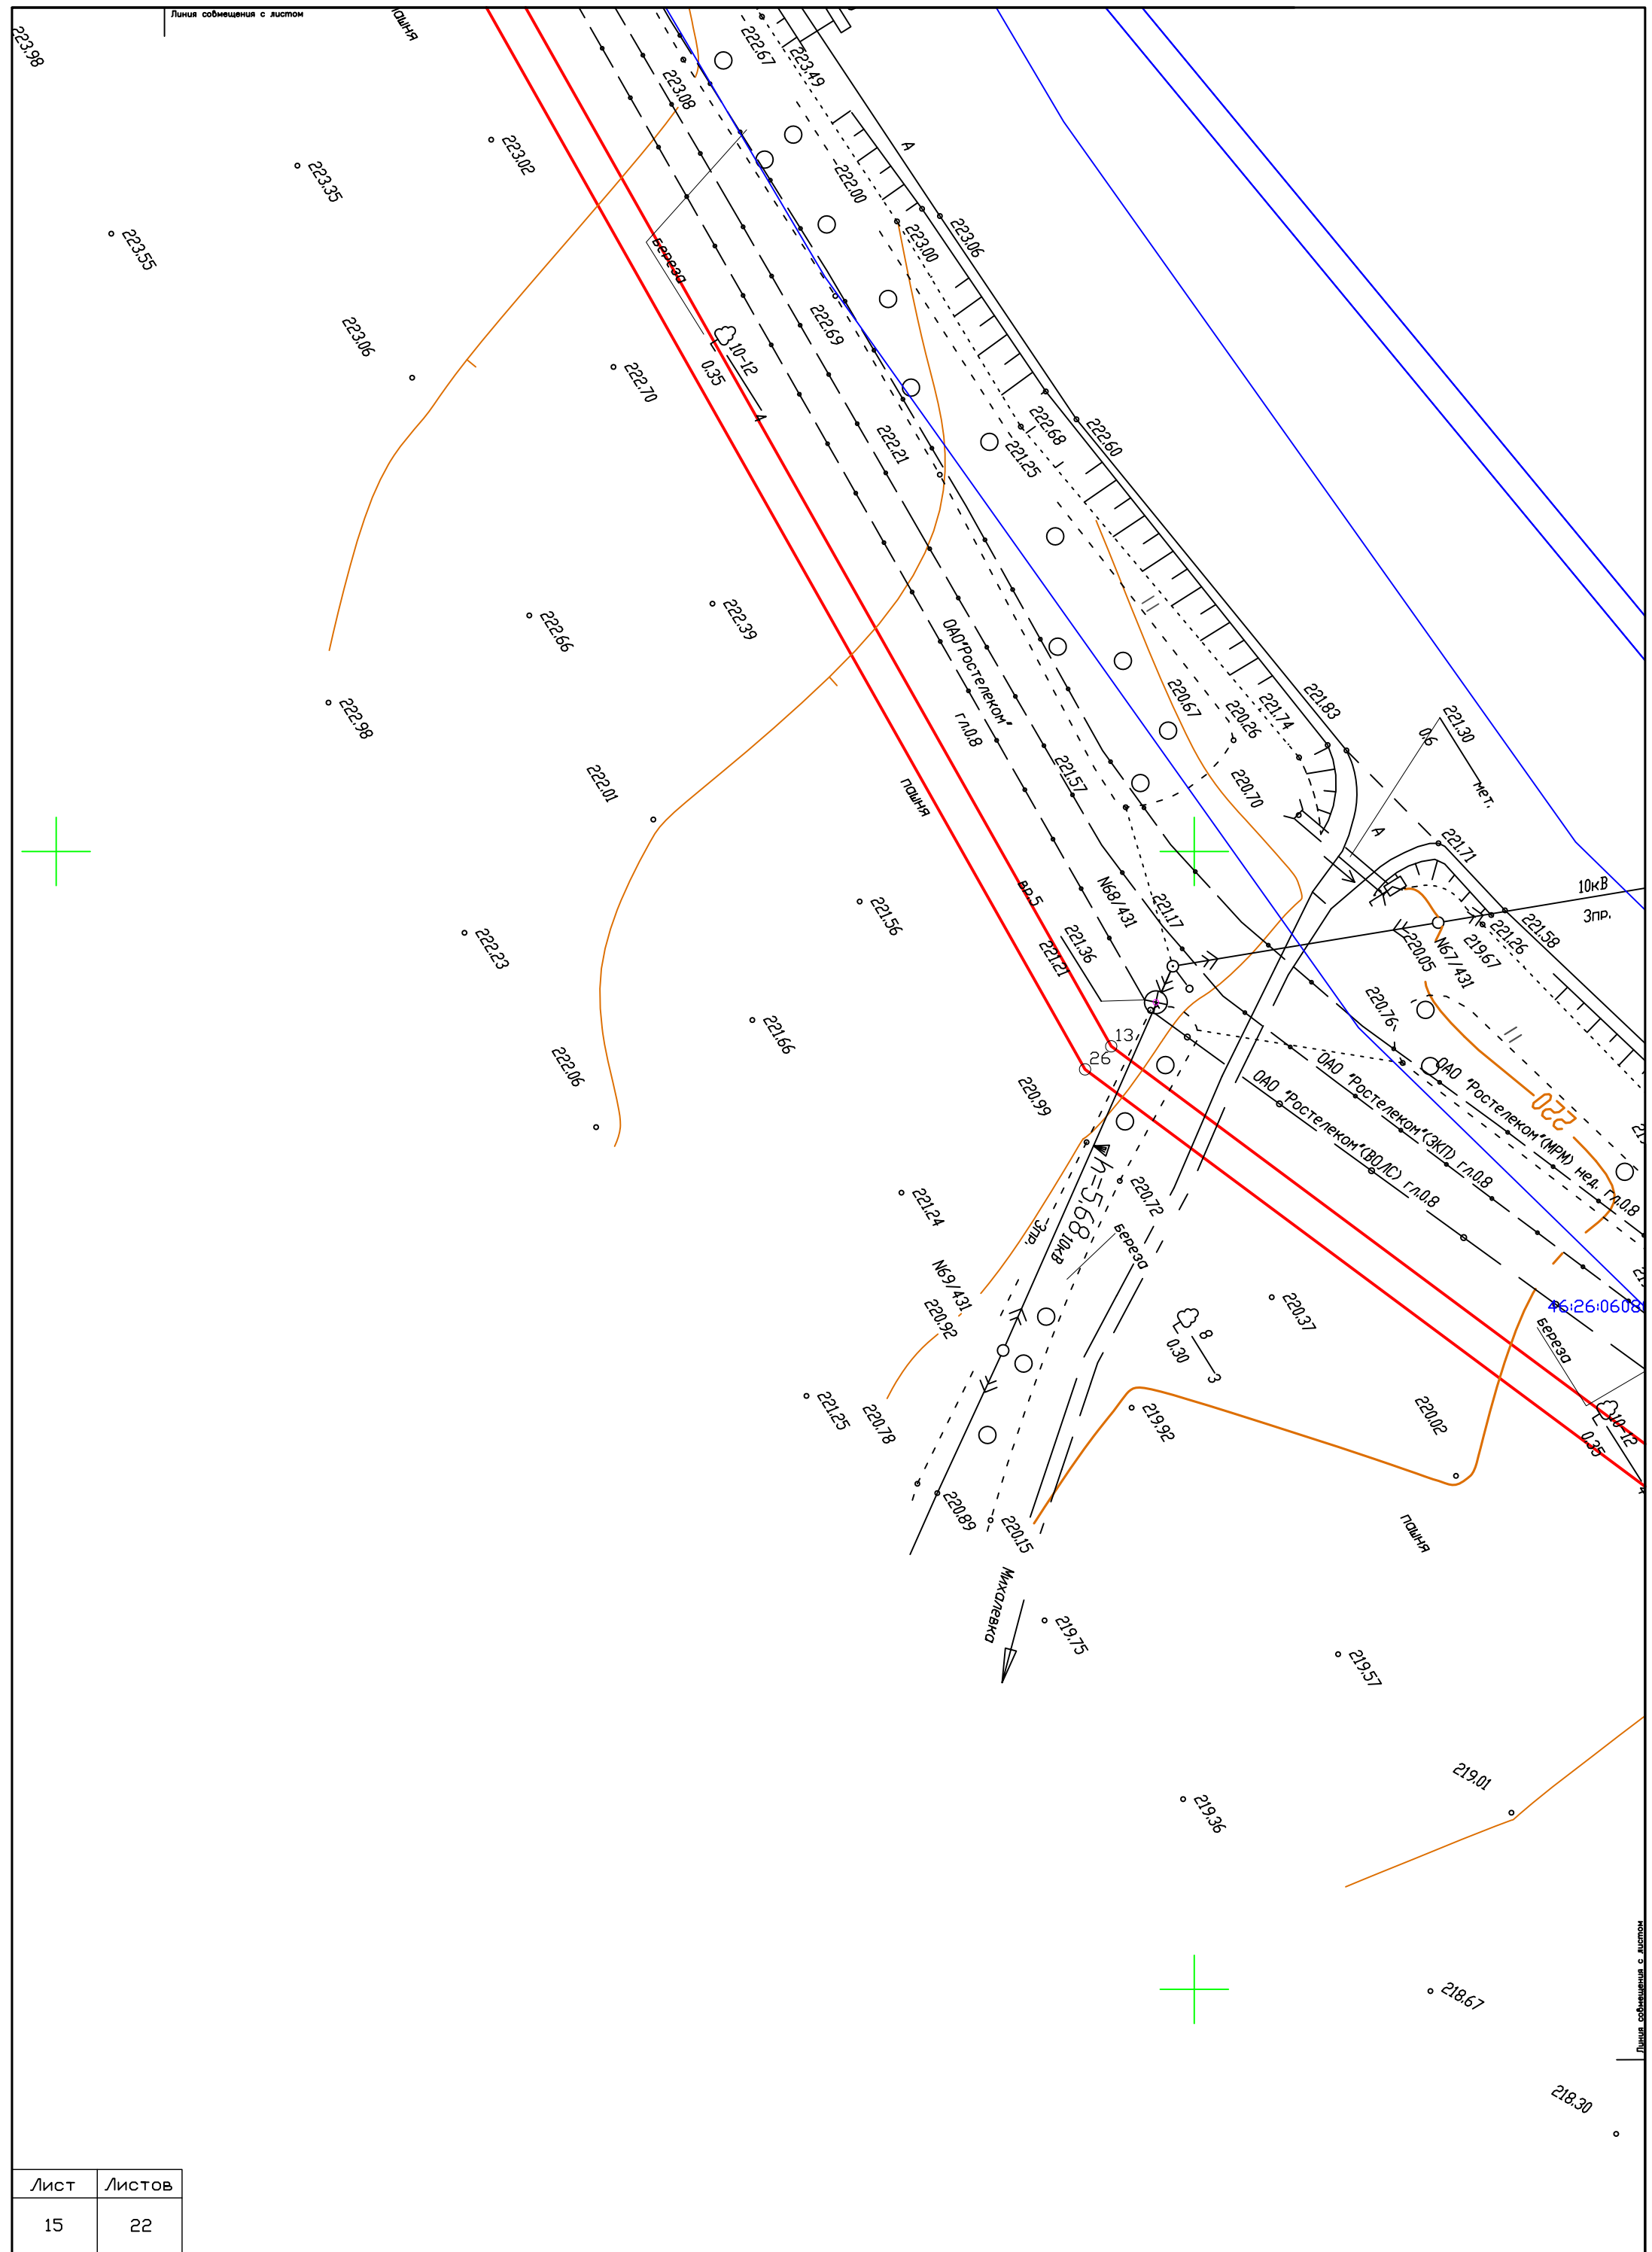 Линия совмещения с листом
пашня
223.98
222.67
223.49
223.08
223.02
223.35
223.55
А
222.00
223.06
223.00
береза
222.69
10-12
0.35
4
223.06
222.70
222.60
222.68
221.25
222.21
222.66
222.39
ОАО"Ростелеком"
гл.0.8
222.98
220.67
220.26
221.74
221.83
221.30
0.6
мет.
221.57
220.70
222.01
пашня
А
221.71
10кВ
3пр.
вр.5
N68/431
221.17
221.36
221.21
221.56
222.23
221.58
221.26
219.67
N67/431
220.05
220.76
221.66
222.06
13
26
220.99
ОАО "Ростелеком"(МРМ) нед. гл.0.8
ОАО "Ростелеком"(ЗКП) гл.0.8
ОАО "Ростелеком"(ВОЛС) гл.0.8
220
h-5.68
3пр.
10кВ
220.72
береза
221.24
N69/431
220.92
220.37
46:26:0608
береза
8
0.30
3
10-12
0.35
221.25
220.78
219.92
220.02
220.89
220.15
пашня
Михалевка
219.75
219.57
219.01
219.36
Линия совмещения с листом
218.67
218.30
Лист Листов
15 22